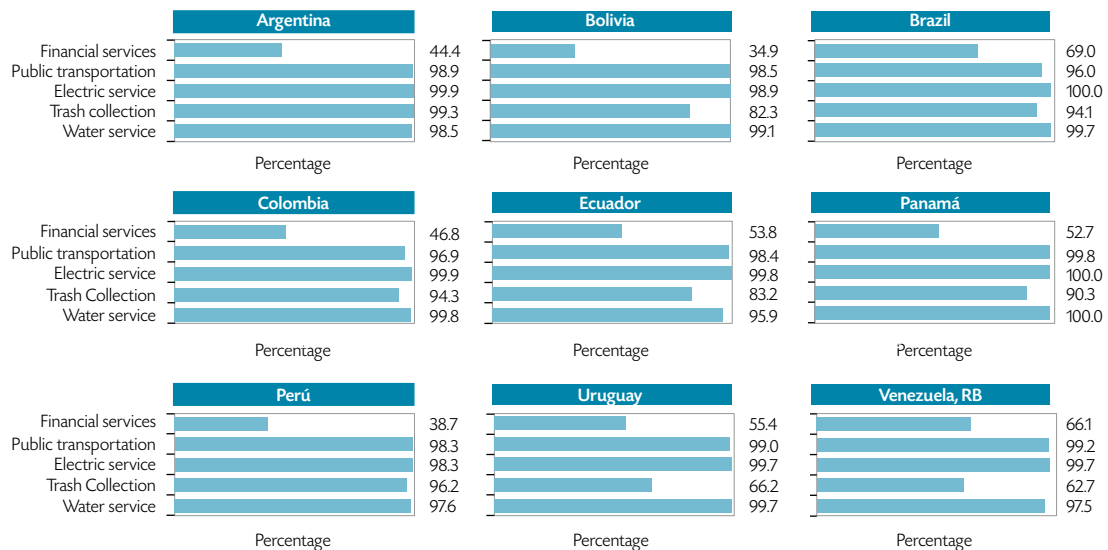 Argentina Bolivia Brazil
Financial services 44.4 34.9 69.0
Public transportation 98.9 98.5 96.0
Electric service 99.9 98.9 100.0
Trash collection 99.3 82.3 94.1
Water service 98.5 99.1 99.7
Percentage Percentage Percentage
Colombia Ecuador Panamá
Financial services 46.8 53.8 52.7
Public transportation 96.9 98.4 99.8
Electric service 99.9 99.8 100.0
Trash Collection 94.3 83.2 90.3
Water service 99.8 95.9 100.0
Percentage Percentage Percentage
Perú Uruguay Venezuela, RB
Financial services 38.7 55.4 66.1
Public transportation 98.3 99.0 99.2
Electric service 98.3 99.7 99.7
Trash Collection 96.2 66.2 62.7
Water service 97.6 99.7 97.5
Percentage Percentage Percentage